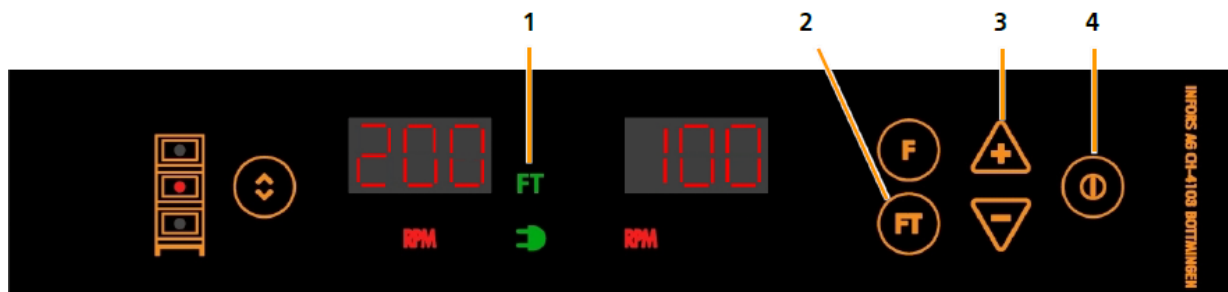 1
2
3
4
200
FT
100
F
FT
RPM
RPM
INFORS AG CH-4103 BOTTMINGEN